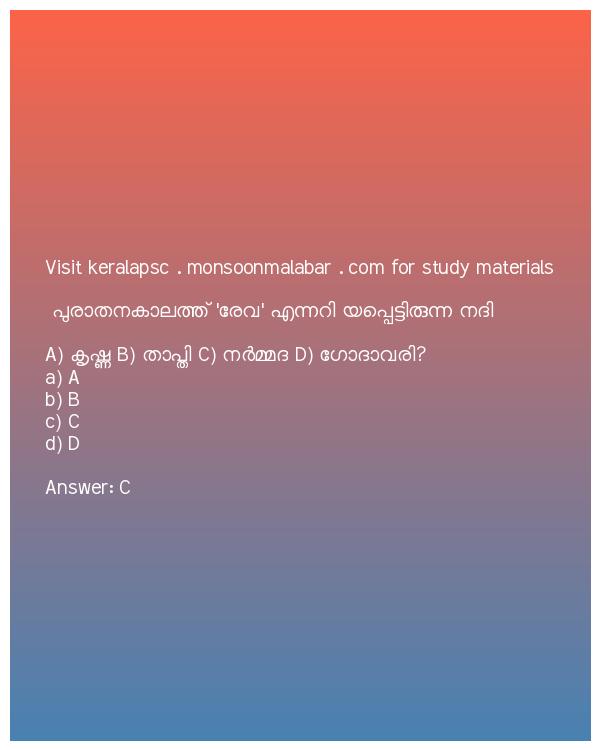 Visit keralapsc . monsoonmalabar . com for study materials
പുരാതനകാലത്ത് 'രേവ' എന്നറി യപ്പെട്ടിരുന്ന നദി
A) കൃഷ്ണ B) താപ്തി C) നർമ്മദ D) ഗോദാവരി?
a) A
b) B
c) C
d) D
Answer: C